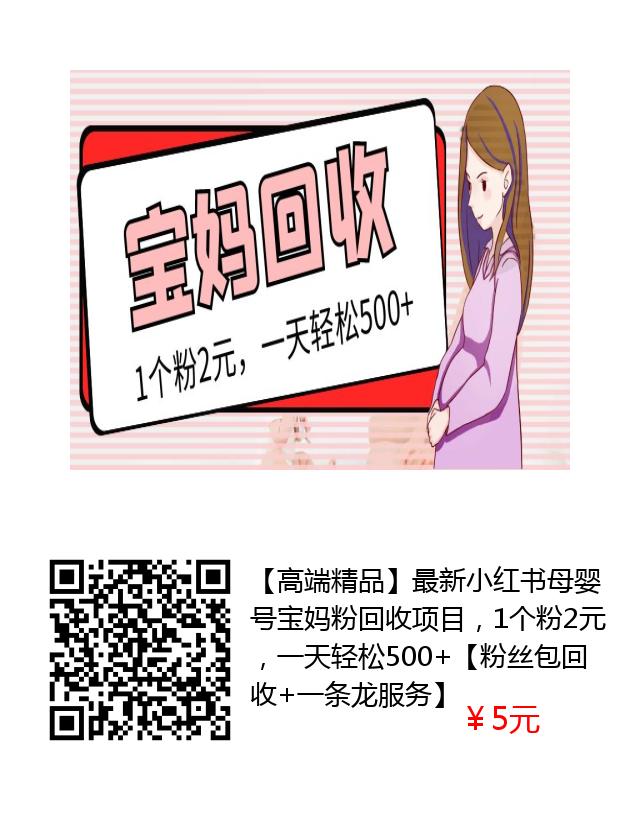 宝妈回收
1个粉2元，一天轻松500+
【高端精品】最新小红书母婴
号宝妈粉回收项目，1个粉2元
，一天轻松500+【粉丝包回
收+一条龙服务】
¥5元